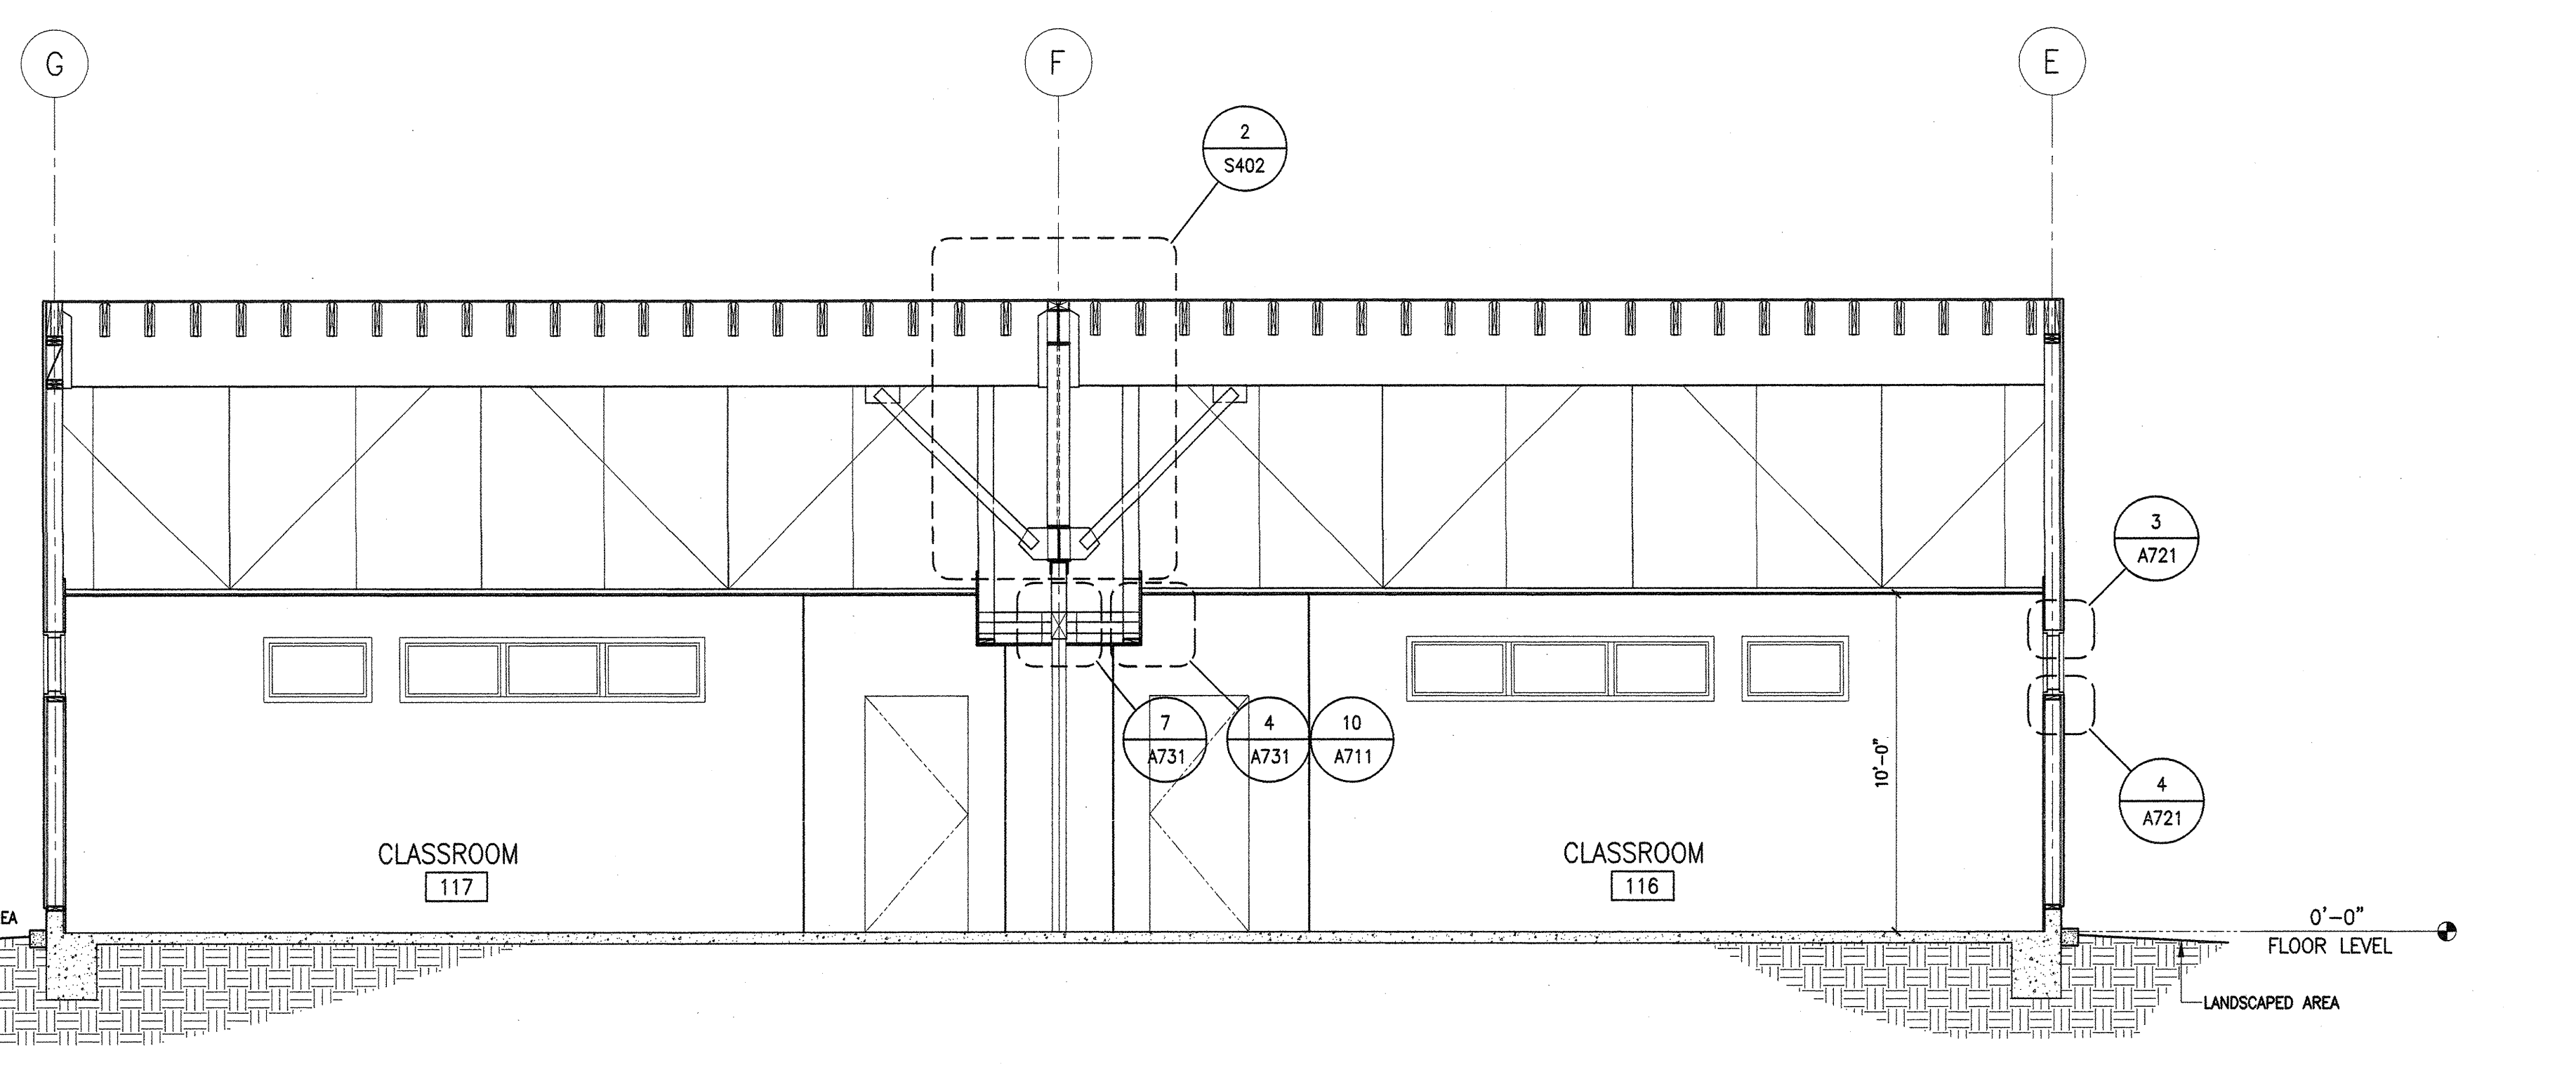 G
F
E
2
S402
3
A721
7
A731
4
A731
10
A711
10'-0"
4
A721
CLASSROOM
117
CLASSROOM
116
EA
0'-0"
FLOOR LEVEL
LANDSCAPED AREA